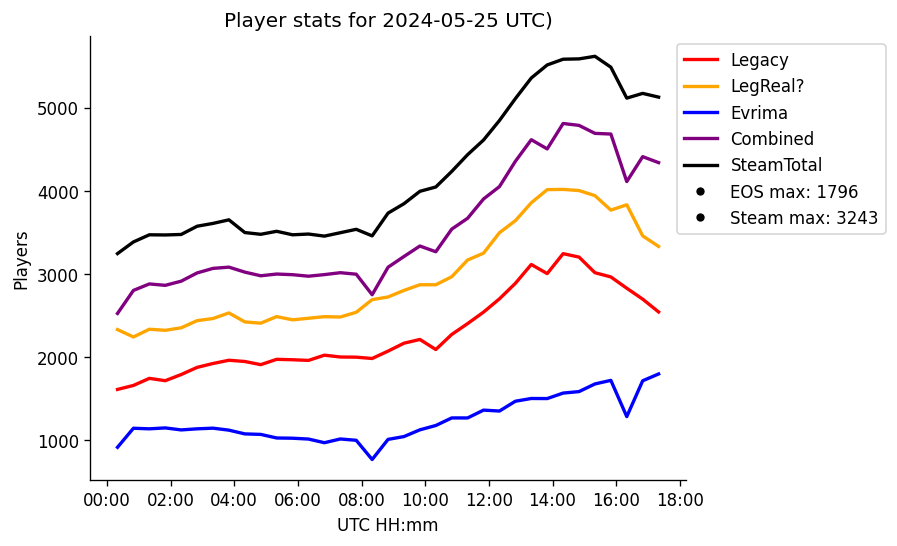 Player stats for 2024-05-25 UTC)
Legacy
LegReal?
Evrima
Combined
SteamTotal
EOS max: 1796
Steam max: 3243
Players
5000
4000
3000
2000
1000
00:00 02:00 04:00 06:00 08:00 10:00 12:00 14:00 16:00 18:00
UTC HH:mm